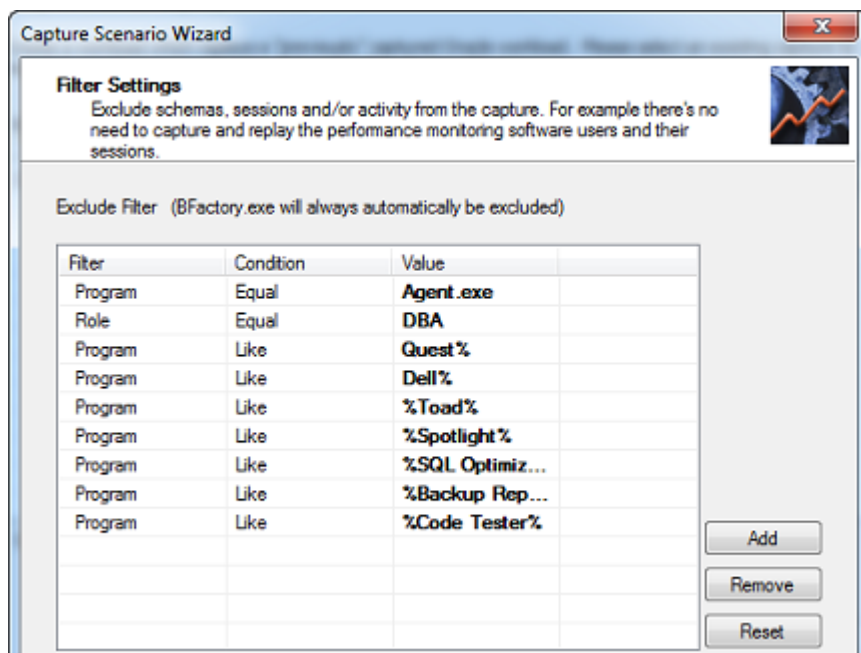 Capture Scenario Wizard
Filter Settings
Exclude schemas, sessions and/or activity from the capture. For example there's no
need to capture and replay the performance monitoring software users and their
sessions.
Exclude Filter (BFactory.exe will always automatically be excluded)
Filter Condition Value
Program Equal Agent.exe
Role Equal DBA
Program Like Quest%
Program Like Dell%
Program Like %Toad%
Program Like %Spotlight%
Program Like %SQL Optimiz...
Program Like %Backup Rep...
Program Like %Code Tester%
Add
Remove
Reset